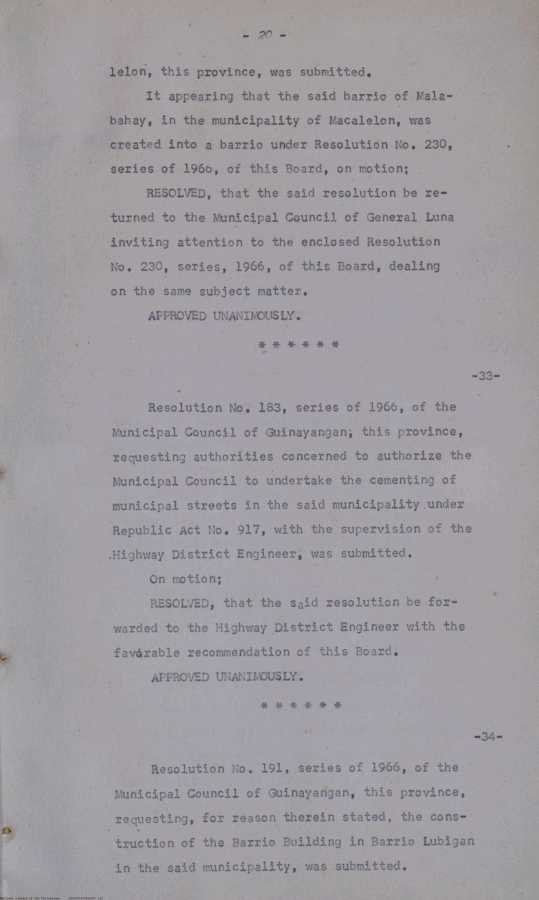 - 20 -
lelon, this province, was submitted.
It appearing that the said barrio of Mala-
bahay, in the municipality of Macalelon, was
created into a barrio under Resolution No. 230,
series of 1966, of this Board, on motion;
RESOLVED, that the said resolution be re-
turned to the Municipal Council of General Luna
inviting attention to the enclosed Resolution
No. 230, series, 1966, of this Board, dealing
on the same subject matter.
APPROVED UNANIMOUSLY.
* * * * * *
-33-
Resolution No. 183, series of 1966, of the
Municipal Council of Guinayangan, this province,
requesting authorities concerned to authorize the
Municipal Council to undertake the cementing of
municipal streets in the said municipality under
Republic Act No. 917, with the supervision of the
Highway District Engineer, was submitted.
On motion;
RESOLVED, that the said resolution be for-
warded to the Highway District Engineer with the
favorable recommendation of this Board.
APPROVED UNANIMOUSLY.
* * * * * *
-34-
Resolution No. 191, series of 1966, of the
Municipal Council of Guinayangan, this province,
requesting, for reason therein stated, the cons-
truction of the Barrio Building in Barrio Lubigan
in the said municipality, was submitted.